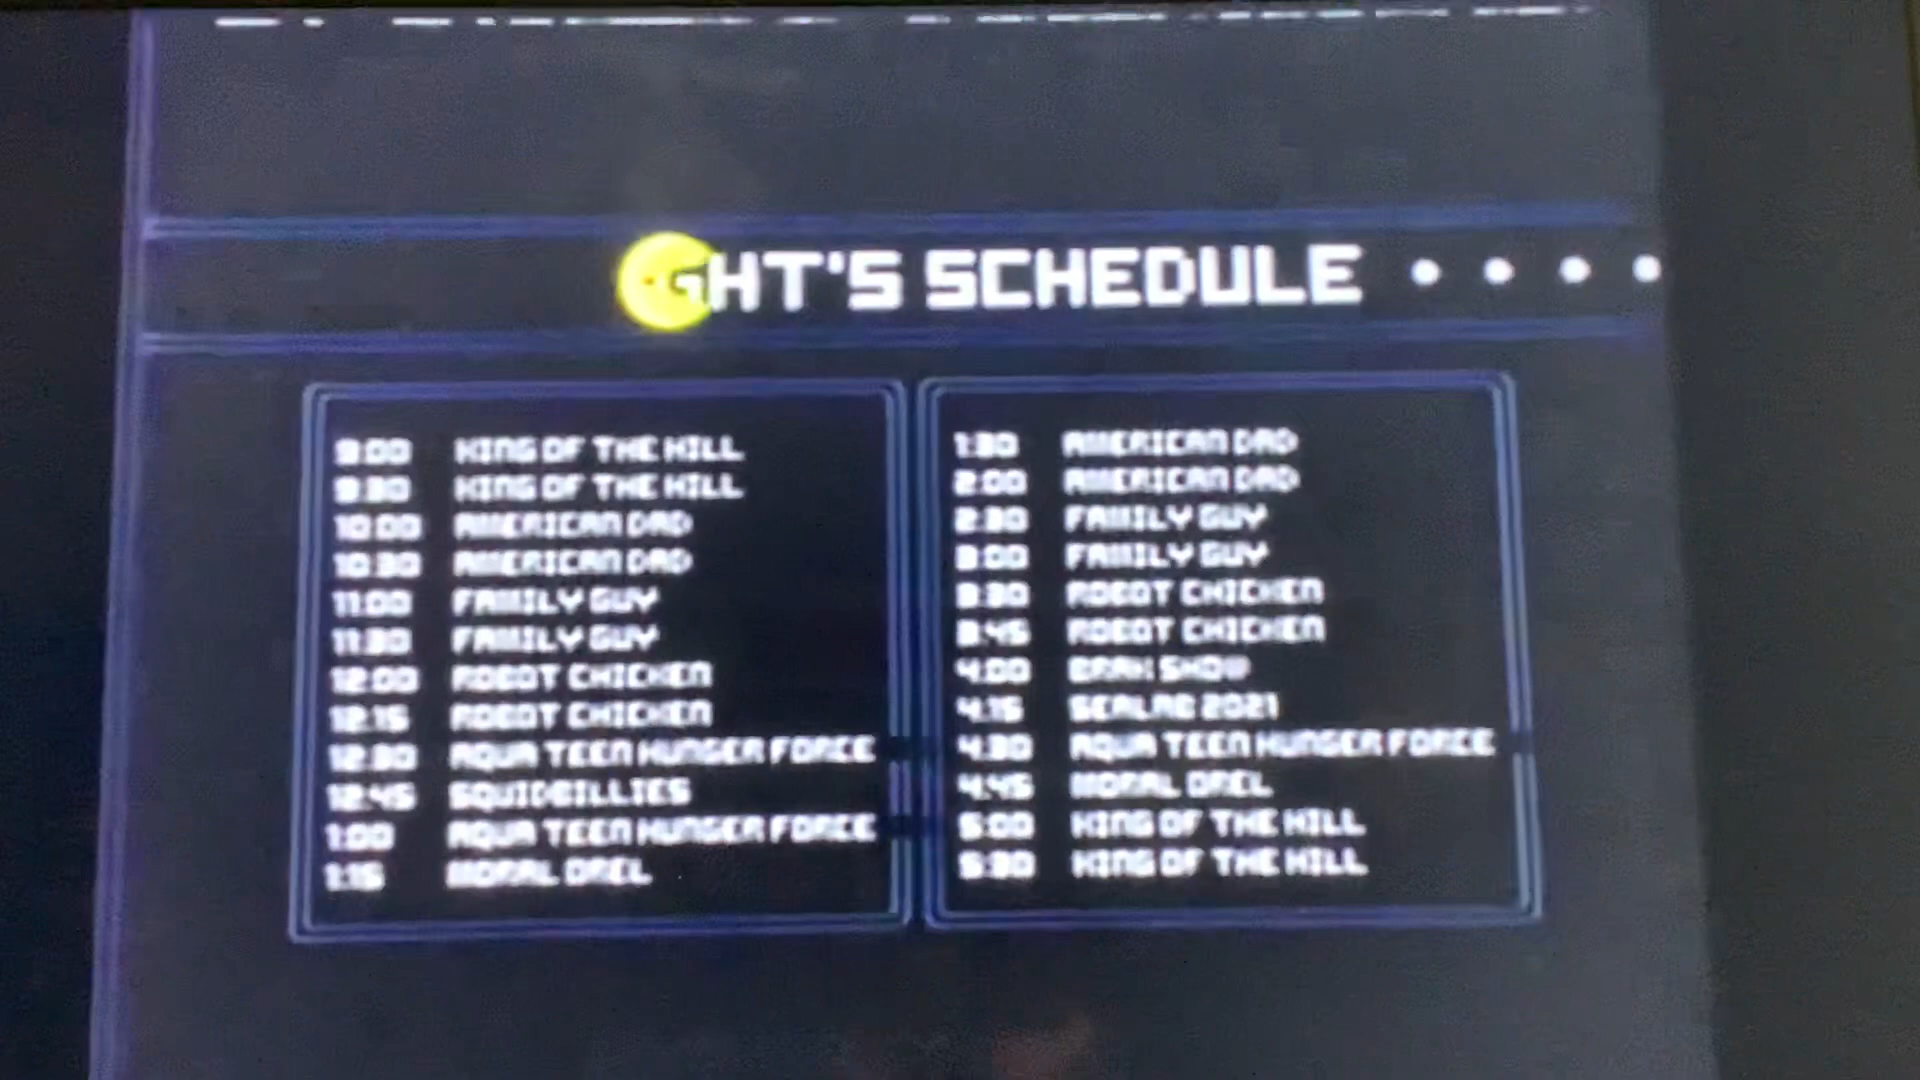 GHT'S SCHEDULE
9:00 KING OF THE HILL
9:30 KING OF THE HILL
10:00 AMERICAN DAD
10:30 AMERICAN DAD
11:00 FAMILY GUY
11:30 FAMILY GUY
12:00 ROBOT CHICKEN
12:15 ROBOT CHICKEN
12:30 AQUA TEEN HUNGER FORCE
12:45 SQUIDBILLIES
1:00 AQUA TEEN HUNGER FORCE
1:15 MORAL OREL
1:30 AMERICAN DAD
2:00 AMERICAN DAD
2:30 FAMILY GUY
3:00 FAMILY GUY
3:30 ROBOT CHICKEN
3:45 ROBOT CHICKEN
4:00 BRAK SHOW
4:15 SEALAB 2021
4:30 AQUA TEEN HUNGER FORCE
4:45 MORAL OREL
5:00 KING OF THE HILL
5:30 KING OF THE HILL